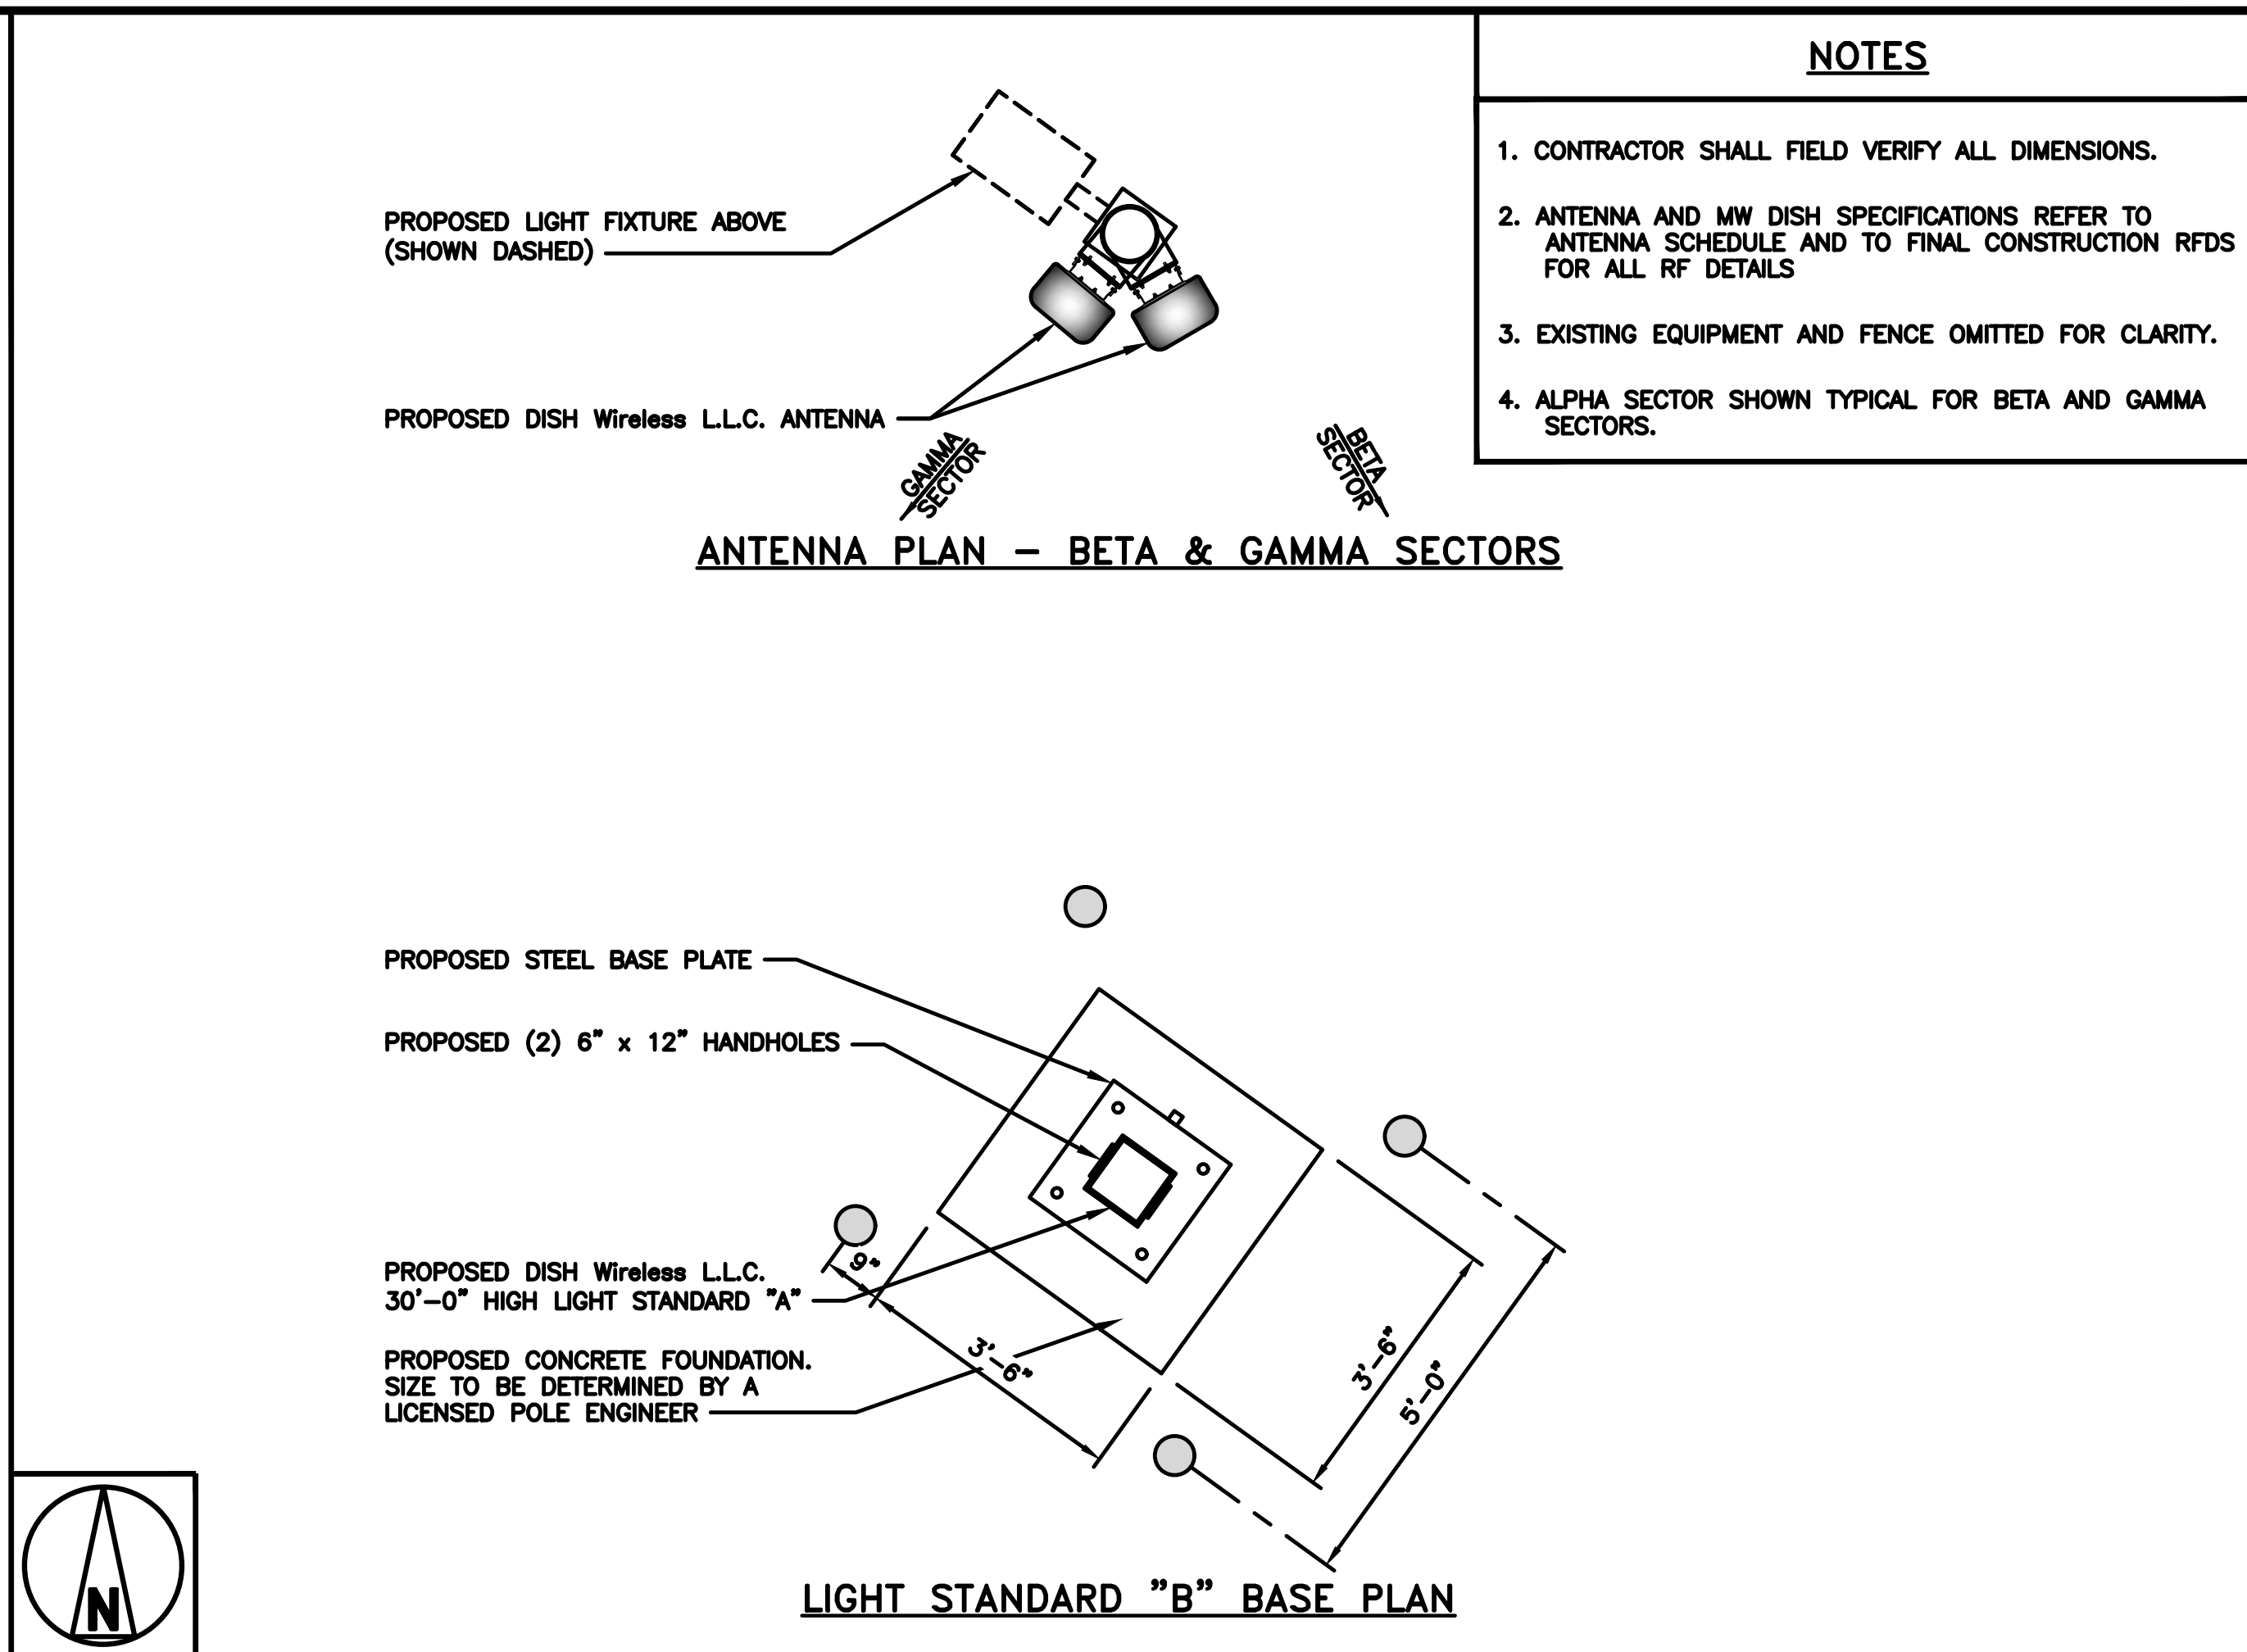 NOTES
1. CONTRACTOR SHALL FIELD VERIFY ALL DIMENSIONS.
2. ANTENNA AND MW DISH SPECIFICATIONS REFER TO
ANTENNA SCHEDULE AND TO FINAL CONSTRUCTION RFDS
FOR ALL RF DETAILS
3. EXISTING EQUIPMENT AND FENCE OMITTED FOR CLARITY.
4. ALPHA SECTOR SHOWN TYPICAL FOR BETA AND GAMMA
SECTORS.
PROPOSED LIGHT FIXTURE ABOVE
(SHOWN DASHED)
PROPOSED DISH Wireless L.L.C. ANTENNA
GAMMA
SECTOR
BETA
SECTOR
ANTENNA PLAN - BETA & GAMMA SECTORS
PROPOSED STEEL BASE PLATE
PROPOSED (2) 6" x 12" HANDHOLES
9"
PROPOSED DISH Wireless L.L.C.
30'-0" HIGH LIGHT STANDARD "A"
PROPOSED CONCRETE FOUNDATION.
SIZE TO BE DETERMINED BY A
LICENSED POLE ENGINEER
3'-6"
3'-6"
5'-0"
N
LIGHT STANDARD "B" BASE PLAN